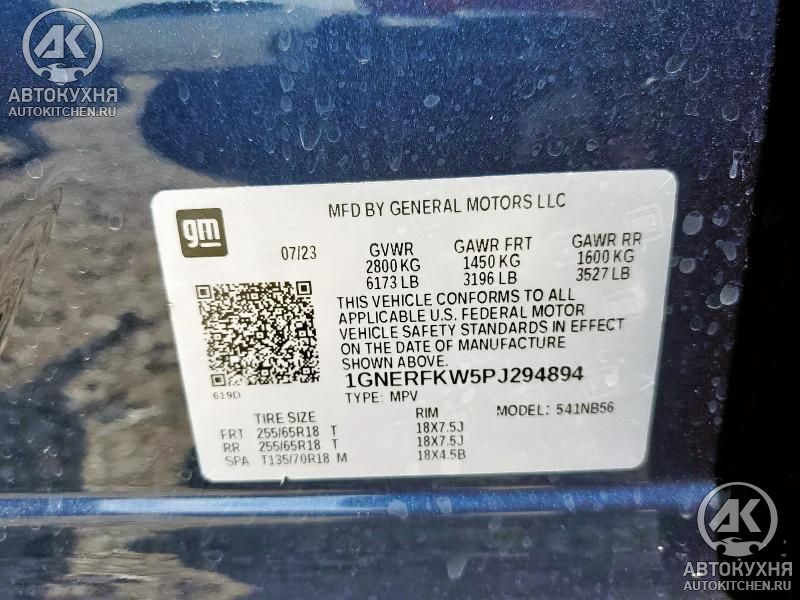 АК
АВТОКУХНЯ
AUTOKITCHEN.RU
gm
MFD BY GENERAL MOTORS LLC
07/23 GVWR GAWR FRT GAWR RR
2800 KG 1450 KG 1600 KG
6173 LB 3196 LB 3527 LB
THIS VEHICLE CONFORMS TO ALL
APPLICABLE U.S. FEDERAL MOTOR
VEHICLE SAFETY STANDARDS IN EFFECT
ON THE DATE OF MANUFACTURE
SHOWN ABOVE.
619D
1GNERFKW5PJ294894
TYPE: MPV MODEL: 541NB56
TIRE SIZE RIM
FRT 255/65R18 T 18X7.5J
RR 255/65R18 T 18X7.5J
SPA T135/70R18 M 18X4.5B
АК
АВТОКУХНЯ
AUTOKITCHEN.RU